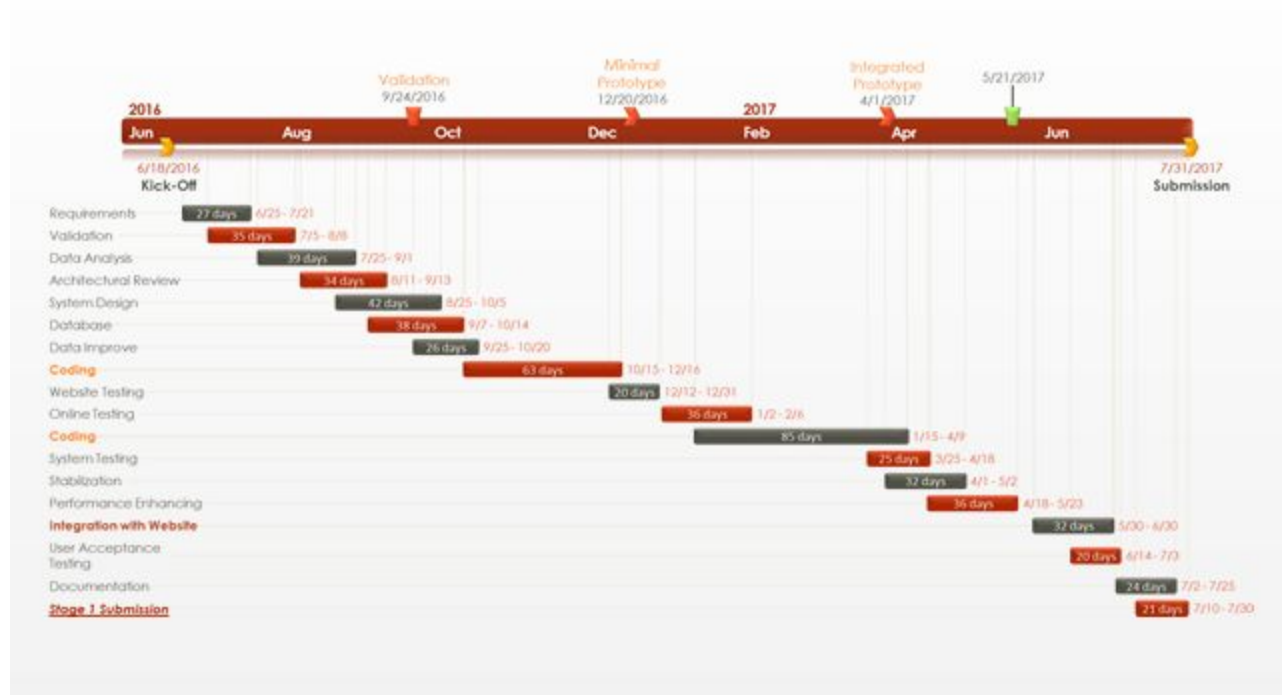 Validation
9/24/2016
Minimal
Prototype
12/20/2016
Integrated
Prototype
4/1/2017
5/21/2017
2016
2017
Jun Aug Oct Dec Feb Apr Jun
6/18/2016
Kick-Off
7/31/2017
Submission
Requirements 27 days 6/25 - 7/21
Validation 35 days 7/5 - 8/8
Data Analysis 39 days 7/25 - 9/1
Architectural Review 34 days 8/11 - 9/13
System Design 42 days 8/25 - 10/5
Database 38 days 9/7 - 10/14
Data Improve 26 days 9/25 - 10/20
Coding 63 days 10/15 - 12/16
Website Testing 20 days 12/12 - 12/31
Online Testing 36 days 1/2 - 2/6
Coding 85 days 1/15 - 4/9
System Testing 25 days 3/25 - 4/18
Stabilization 32 days 4/1 - 5/2
Performance Enhancing 36 days 4/18 - 5/23
Integration with Website 32 days 5/30 - 6/30
User Acceptance
Testing 20 days 6/14 - 7/3
Documentation 24 days 7/2 - 7/25
Stage 1 Submission 21 days 7/10 - 7/30